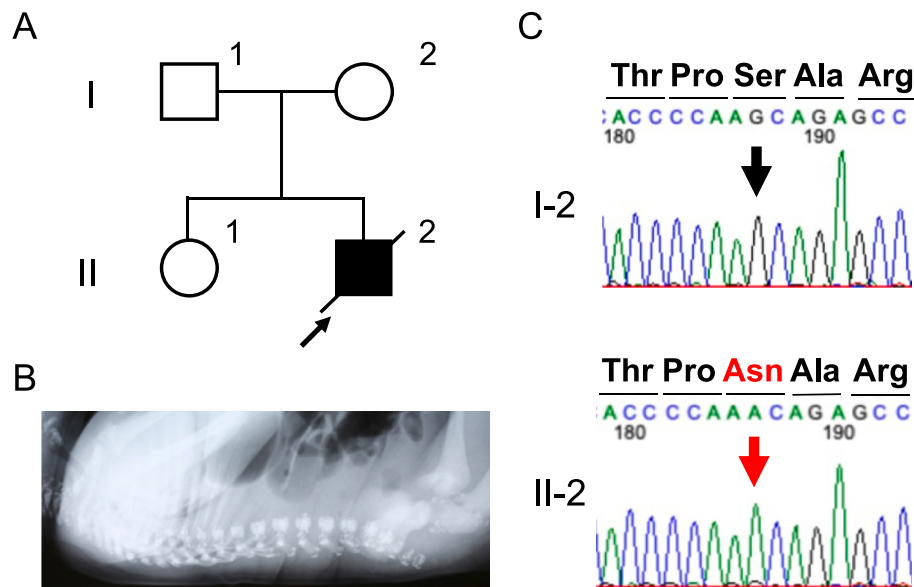 A
C
1
2
Thr Pro Ser Ala Arg
I
ACCCCAAGCAGAGCC
180
190
I-2
1
2
II
Thr Pro Asn Ala Arg
B
ACCCCAAACAGAGCC
180
190
II-2